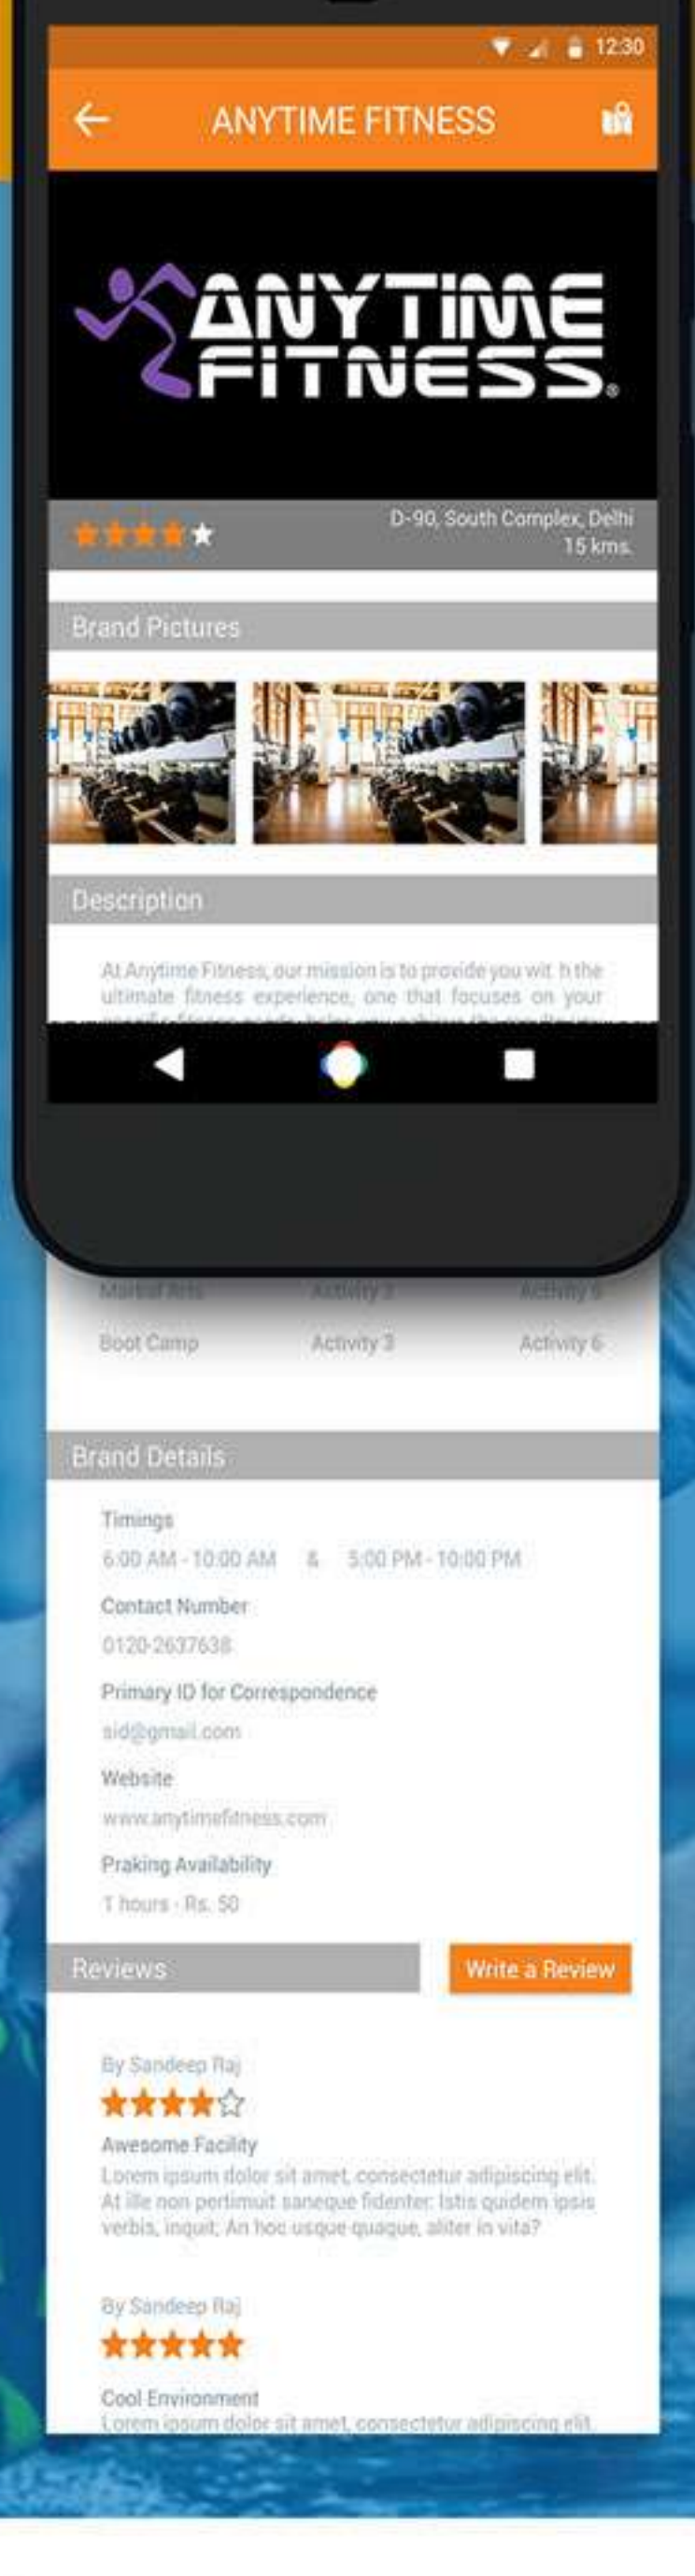 12:30
ANYTIME FITNESS
ANYTIME
FITNESS®
D-90, South Complex, Delhi
15 kms.
Brand Pictures
Description
At Anytime Fitness, our mission is to provide you wit h the
ultimate fitness experience, one that focuses on your
Martial Arts Activity 2 Activity 5
Boot Camp Activity 3 Activity 6
Brand Details
Timings
6:00 AM - 10:00 AM & 5:00 PM - 10:00 PM
Contact Number
0120-2637638
Primary ID for Correspondence
sid@gmail.com
Website
www.anytimefitness.com
Praking Availability
1 hours - Rs. 50
Reviews
Write a Review
By Sandeep Raj
Awesome Facility
Lorem ipsum dolor sit amet, consectetur adipiscing elit.
At ille non pertimuit saneque fidenter: Istis quidem ipsis
verbis, inquit; An hoc usque quaque, aliter in vita?
By Sandeep Raj
Cool Environment
Lorem ipsum dolor sit amet, consectetur adipiscing elit.